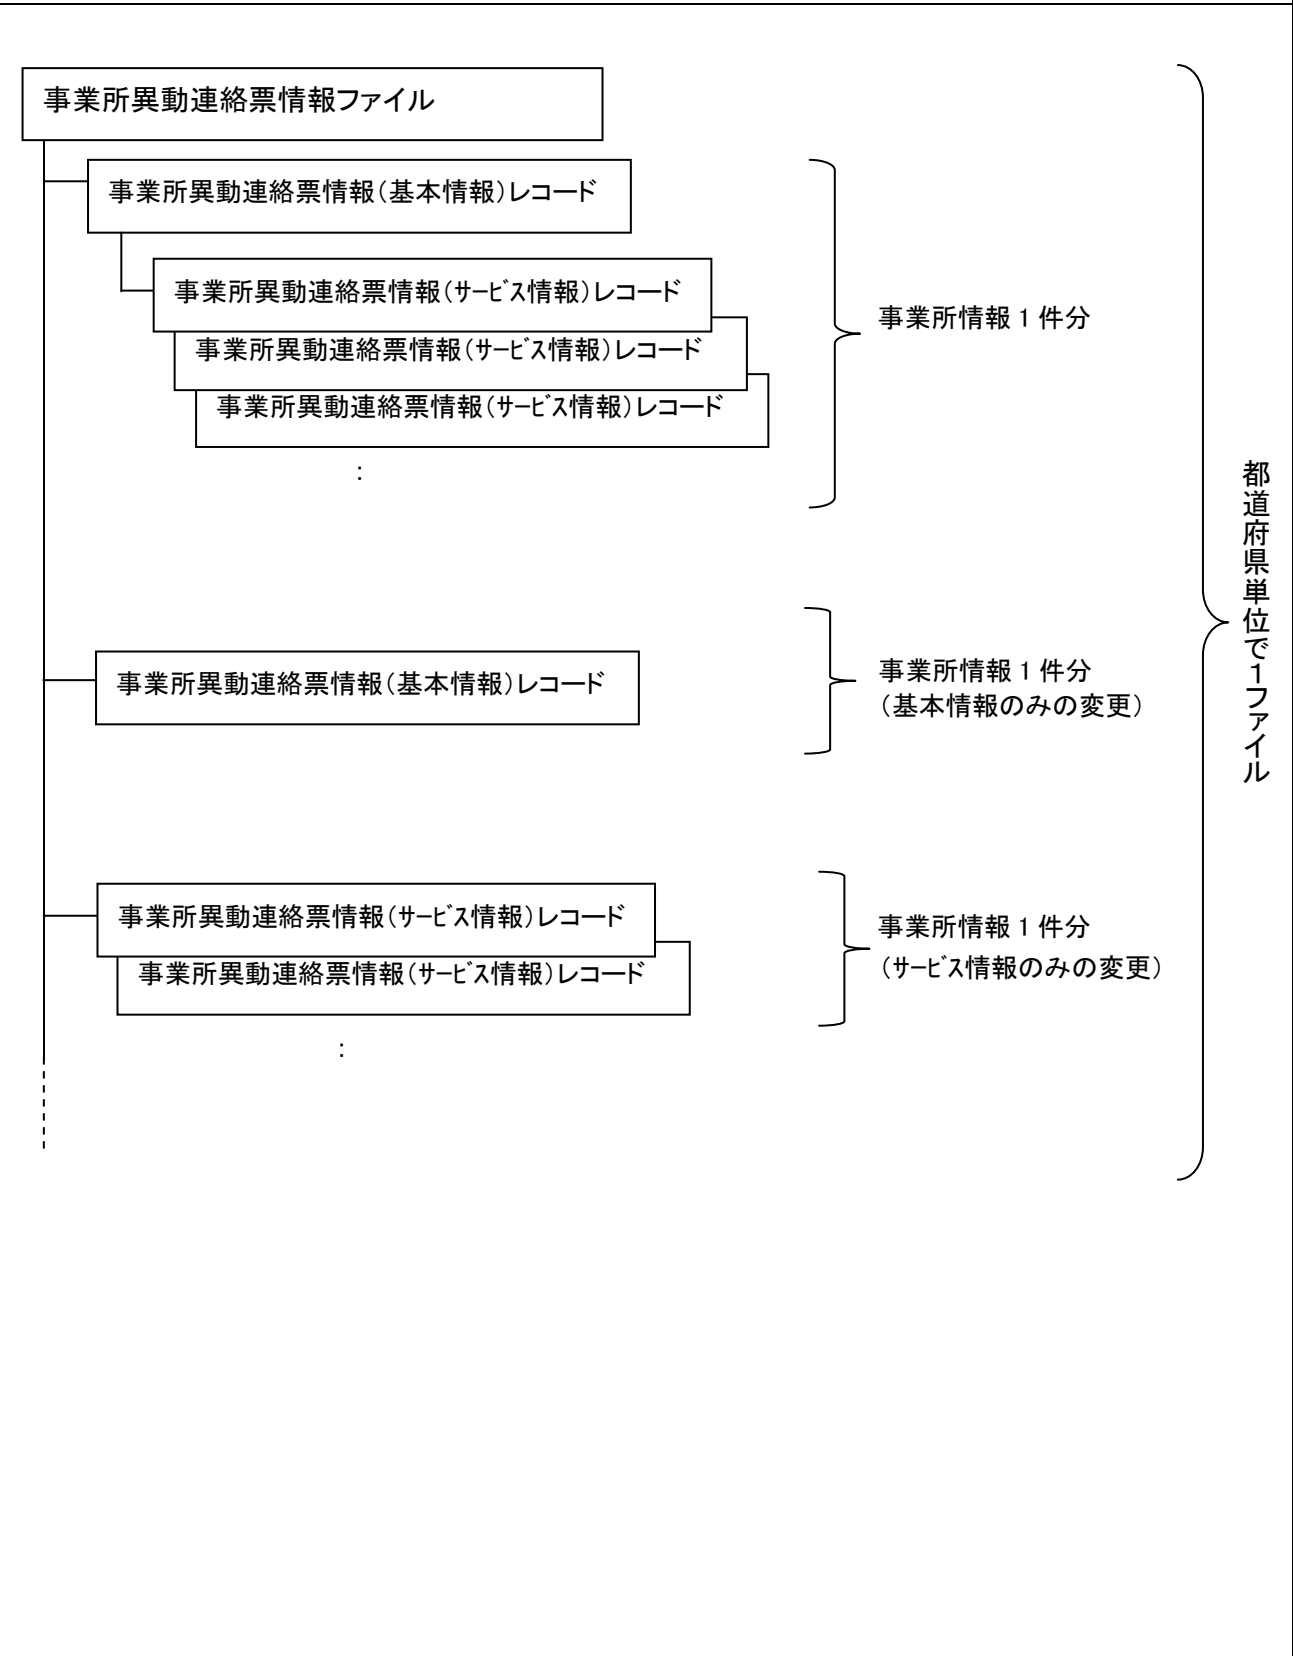 事業所異動連絡票情報ファイル
事業所異動連絡票情報（基本情報）レコード
事業所異動連絡票情報（ｻｰﾋﾞｽ情報）レコード
事業所異動連絡票情報（ｻｰﾋﾞｽ情報）レコード
事業所異動連絡票情報（ｻｰﾋﾞｽ情報）レコード
：
事業所情報１件分
事業所異動連絡票情報（基本情報）レコード
事業所情報１件分
（基本情報のみの変更）
事業所異動連絡票情報（ｻｰﾋﾞｽ情報）レコード
事業所異動連絡票情報（ｻｰﾋﾞｽ情報）レコード
：
事業所情報１件分
（ｻｰﾋﾞｽ情報のみの変更）
都道府県単位で１ファイル